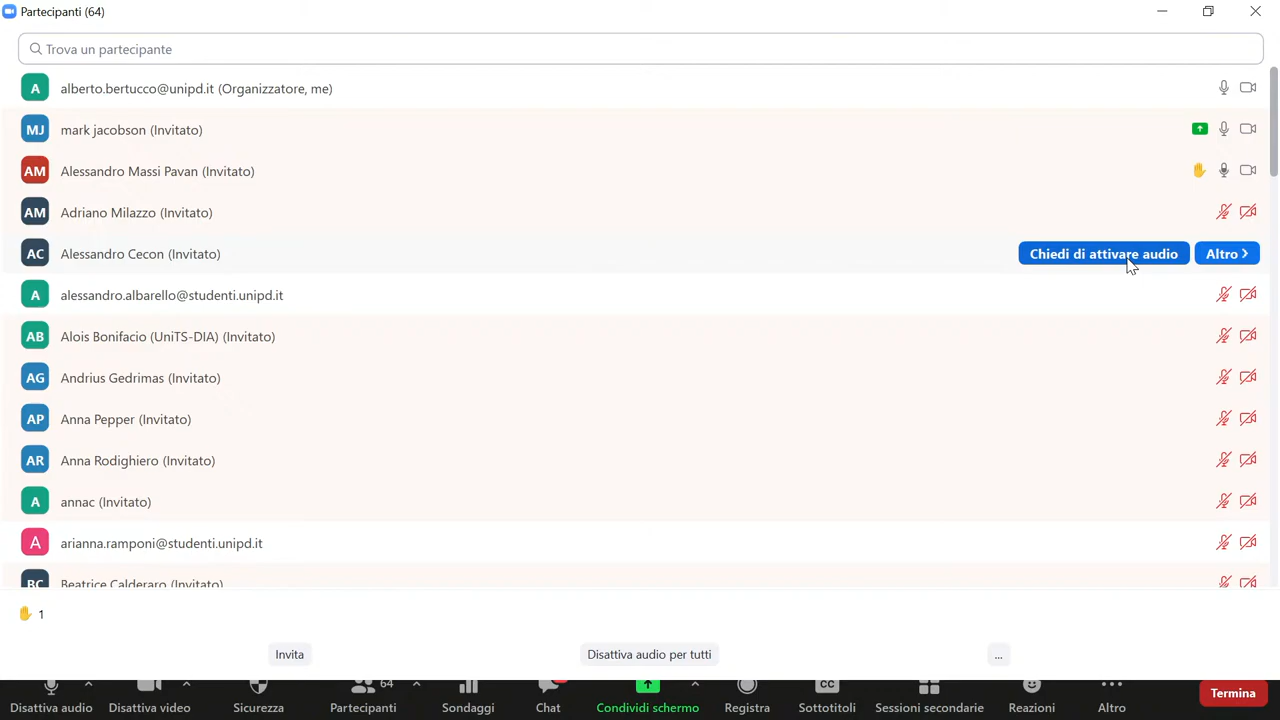 Partecipanti (64)
Trova un partecipante
A alberto.bertucco@unipd.it (Organizzatore, me)
MJ mark jacobson (Invitato)
AM Alessandro Massi Pavan (Invitato)
AM Adriano Milazzo (Invitato)
AC Alessandro Cecon (Invitato) Chiedi di attivare audio Altro >
A alessandro.albarello@studenti.unipd.it
AB Alois Bonifacio (UniTS-DIA) (Invitato)
AG Andrius Gedrimas (Invitato)
AP Anna Pepper (Invitato)
AR Anna Rodighiero (Invitato)
A annac (Invitato)
A arianna.ramponi@studenti.unipd.it
BC Beatrice Calderaro (Invitato)
1
Invita Disattiva audio per tutti ...
64 CC
Disattiva audio Disattiva video Sicurezza Partecipanti Sondaggi Chat Condividi schermo Registra Sottotitoli Sessioni secondarie Reazioni Altro Termina